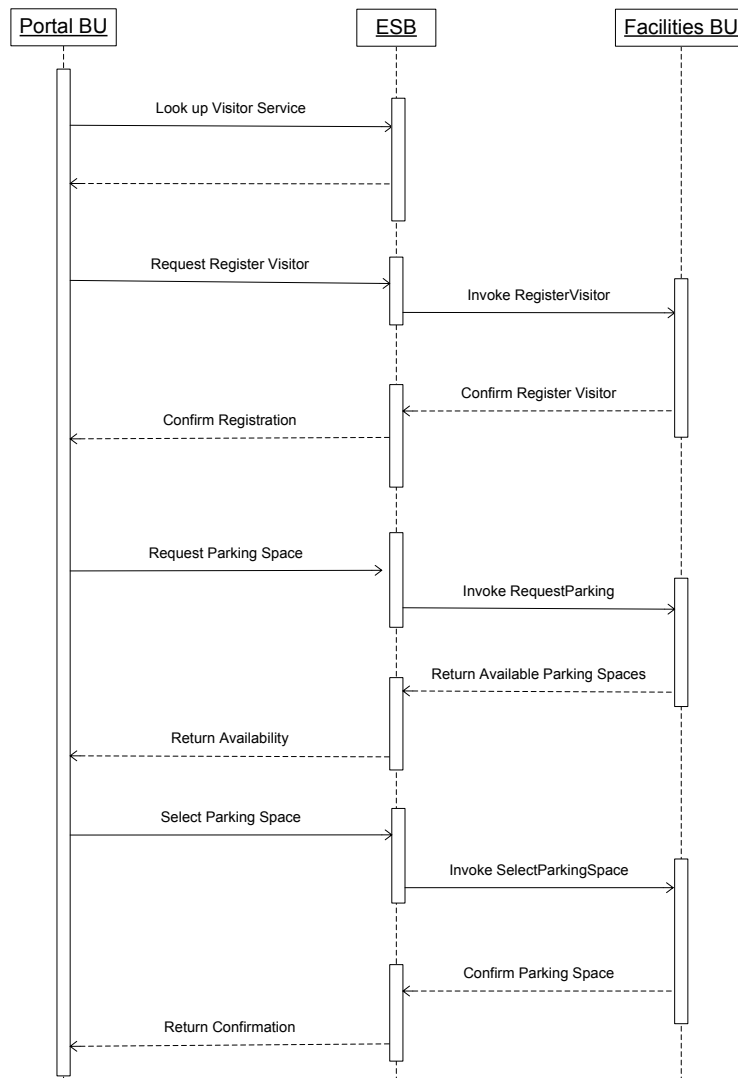 Portal BU
ESB
Facilities BU
Look up Visitor Service
Request Register Visitor
Invoke RegisterVisitor
Confirm Register Visitor
Confirm Registration
Request Parking Space
Invoke RequestParking
Return Available Parking Spaces
Return Availability
Select Parking Space
Invoke SelectParkingSpace
Confirm Parking Space
Return Confirmation